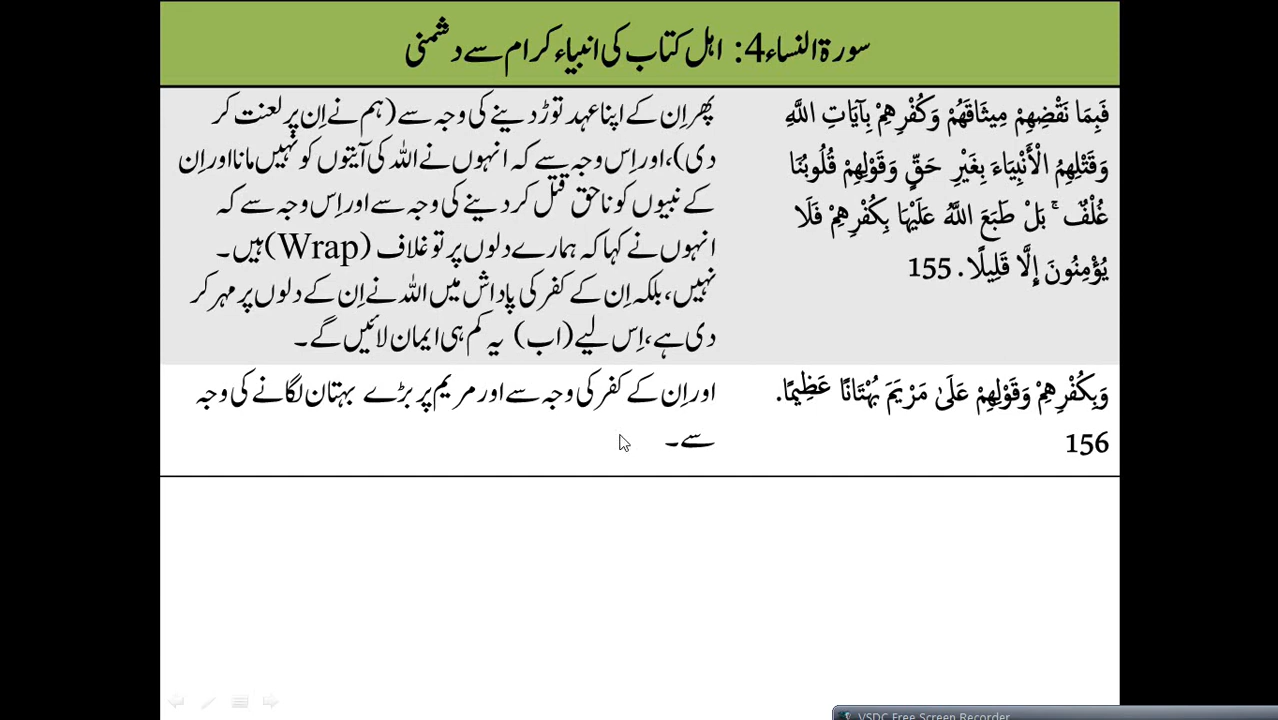 سورۃ النساء4: اہل کتاب کی انبیاء کرام سے دشمنی
فَبِمَا نَقْضِهِمْ مِيثَاقَهُمْ وَكُفْرِهِمْ بِآيَاتِ اللَّهِ
وَقَتْلِهِمُ الْأَنْبِيَاءَ بِغَيْرِ حَقٍّ وَقَوْلِهِمْ قُلُوبُنَا
غُلْفٌ ۚ بَلْ طَبَعَ اللَّهُ عَلَيْهَا بِكُفْرِهِمْ فَلَا
يُؤْمِنُونَ إِلَّا قَلِيلًا. 155
پھر اِن کے اپنا عہد توڑ دینے کی وجہ سے (ہم نے اِن پر لعنت کر
دی)، اور اِس وجہ سے کہ انہوں نے اللہ کی آیتوں کو نہیں مانا اور اِن
کے نبیوں کو ناحق قتل کر دینے کی وجہ سے اور اِس وجہ سے کہ
انہوں نے کہا کہ ہمارے دلوں پر تو غلاف (Wrap) ہیں۔
نہیں، بلکہ اِن کے کفر کی پاداش میں اللہ نے اِن کے دلوں پر مہر کر
دی ہے، اِس لیے (اب) یہ کم ہی ایمان لائیں گے۔
وَبِكُفْرِهِمْ وَقَوْلِهِمْ عَلَىٰ مَرْيَمَ بُهْتَانًا عَظِيمًا.
156
اور اِن کے کفر کی وجہ سے اور مریم پر بڑے بہتان لگانے کی وجہ
سے۔
VSDC Free Screen Recorder